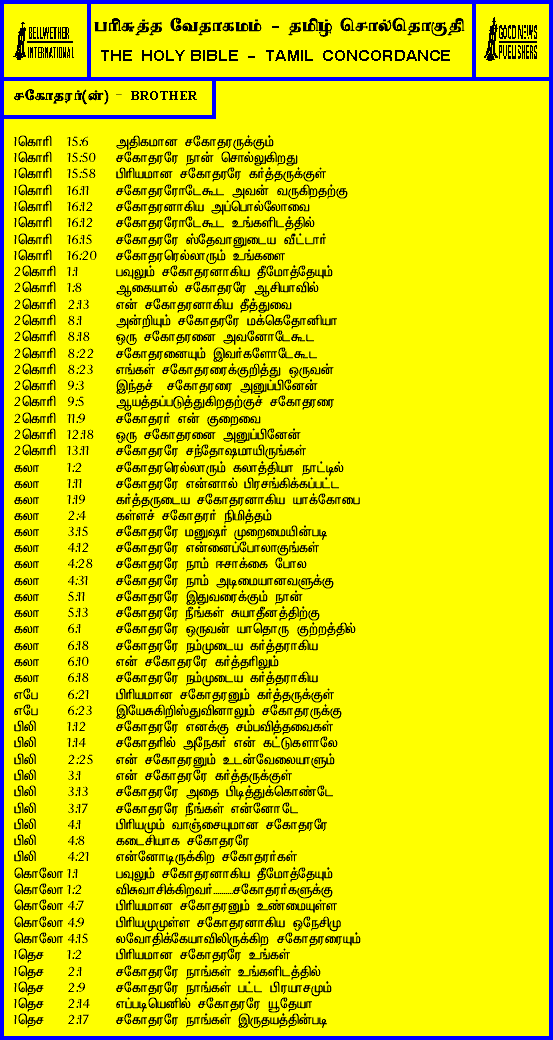 BELLWETHER
INTERNATIONAL
பரிசுத்த வேதாகமம் - தமிழ் சொல்தொகுதி
THE HOLY BIBLE - TAMIL CONCORDANCE
GOOD NEWS
PUBLISHERS
சகோதரர்(ன்) - BROTHER
1கொரி 15:6 அதிகமான சகோதரருக்கும்
1கொரி 15:50 சகோதரரே நான் சொல்லுகிறது
1கொரி 15:58 பிரியமான சகோதரரே கர்த்தருக்குள்
1கொரி 16:11 சகோதரரோடேகூட அவன் வருகிறதற்கு
1கொரி 16:12 சகோதரனாகிய அப்பொல்லோவை
1கொரி 16:12 சகோதரரோடேகூட உங்களிடத்தில்
1கொரி 16:15 சகோதரரே ஸ்தேவானுடைய வீட்டார்
1கொரி 16:20 சகோதரரெல்லாரும் உங்களை
2கொரி 1:1 பவுலும் சகோதரனாகிய தீமோத்தேயும்
2கொரி 1:8 ஆகையால் சகோதரரே ஆசியாவில்
2கொரி 2:13 என் சகோதரனாகிய தீத்துவை
2கொரி 8:1 அன்றியும் சகோதரரே மக்கெதோனியா
2கொரி 8:18 ஒரு சகோதரனை அவனோடேகூட
2கொரி 8:22 சகோதரனையும் இவர்களோடேகூட
2கொரி 8:23 எங்கள் சகோதரரைக்குறித்து ஒருவன்
2கொரி 9:3 இந்தச் சகோதரரை அனுப்பினேன்
2கொரி 9:5 ஆயத்தப்படுத்துகிறதற்குச் சகோதரரை
2கொரி 11:9 சகோதரர் என் குறைவை
2கொரி 12:18 ஒரு சகோதரனை அனுப்பினேன்
2கொரி 13:11 சகோதரரே சந்தோஷமாயிருங்கள்
கலா 1:2 சகோதரரெல்லாரும் கலாத்தியா நாட்டில்
கலா 1:11 சகோதரரே என்னால் பிரசங்கிக்கப்பட்ட
கலா 1:19 கர்த்தருடைய சகோதரனாகிய யாக்கோபை
கலா 2:4 கள்ளச் சகோதரர் நிமித்தம்
கலா 3:15 சகோதரரே மனுஷர் முறைமையின்படி
கலா 4:12 சகோதரரே என்னைப்போலாகுங்கள்
கலா 4:28 சகோதரரே நாம் ஈசாக்கை போல
கலா 4:31 சகோதரரே நாம் அடிமையானவளுக்கு
கலா 5:11 சகோதரரே இதுவரைக்கும் நான்
கலா 5:13 சகோதரரே நீங்கள் சுயாதீனத்திற்கு
கலா 6:1 சகோதரரே ஒருவன் யாதொரு குற்றத்தில்
கலா 6:18 சகோதரரே நம்முடைய கர்த்தராகிய
கலா 6:10 என் சகோதரரே கர்த்தரிலும்
கலா 6:18 சகோதரரே நம்முடைய கர்த்தராகிய
எபே 6:21 பிரியமான சகோதரனும் கர்த்தருக்குள்
எபே 6:23 இயேசுகிறிஸ்துவினாலும் சகோதரருக்கு
பிலி 1:12 சகோதரரே எனக்கு சம்பவித்தவைகள்
பிலி 1:14 சகோதரரில் அநேகர் என் கட்டுகளாலே
பிலி 2:25 என் சகோதரனும் உடன்வேலையாளும்
பிலி 3:1 என் சகோதரரே கர்த்தருக்குள்
பிலி 3:13 சகோதரரே அதை பிடித்துக்கொண்டே
பிலி 3:17 சகோதரரே நீங்கள் என்னோடே
பிலி 4:1 பிரியமும் வாஞ்சையுமான சகோதரரே
பிலி 4:8 கடைசியாக சகோதரரே
பிலி 4:21 என்னோடிருக்கிற சகோதரர்கள்
கொலோ 1:1 பவுலும் சகோதரனாகிய தீமோத்தேயும்
கொலோ 1:2 விசுவாசிக்கிறவர்.........சகோதரர்களுக்கு
கொலோ 4:7 பிரியமான சகோதரனும் உண்மையுள்ள
கொலோ 4:9 பிரியமுமுள்ள சகோதரனாகிய ஒநேசிமு
கொலோ 4:15 லவோதிக்கேயாவிலிருக்கிற சகோதரரையும்
1தெச 1:2 பிரியமான சகோதரரே உங்கள்
1தெச 2:1 சகோதரரே நாங்கள் உங்களிடத்தில்
1தெச 2:9 சகோதரரே நாங்கள் பட்ட பிரயாசமும்
1தெச 2:14 எப்படியெனில் சகோதரரே யூதேயா
1தெச 2:17 சகோதரரே நாங்கள் இருதயத்தின்படி